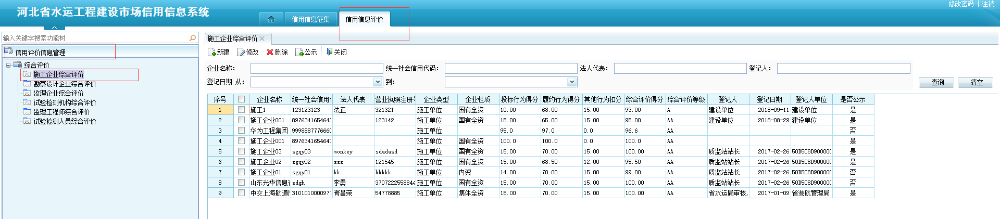 河北省水运工程建设市场信用信息系统
修改密码 | 注销
信用信息征集 信用信息评价
输入关键字搜索功能树
信用评价信息管理
综合评价
施工企业综合评价
勘察设计企业综合评价
监理企业综合评价
试验检测机构综合评价
监理工程师综合评价
试验检测人员综合评价
施工企业综合评价
新建 修改 删除 公示 关闭
企业名称: 统一社会信用代码: 法人代表: 登记人:
登记日期 从: 到: 查询 清空
序号 企业名称 统一社会信用 法人代表 营业执照注册 企业类型 企业性质 投标行为得分 履约行为得分 其他行为扣分 综合评价得分 综合评价等级 登记人 登记日期 登记人单位 是否公示
1 施工1 123123123 法正 321321 施工单位 国有全资 10.00 68.00 15.00 93.00 A 建设单位 2018-09-11 建设单位 是
2 施工企业001 8976341654643 123142 施工单位 国有全资 15.00 65.00 15.00 95.00 AA 建设单位 2018-08-29 建设单位 是
3 华为工程集团 9998887776660 施工单位 95.0 97.0 0.0 96.6 AA 否
4 施工企业001 8976341654643 施工单位 国有全资 100.0 100.0 0.0 100.0 AA 是
5 施工企业03 sgqy03 monkey sdadasd 施工单位 国有全资 15.00 70.00 15.00 100.00 AA 质监站站长 2017-02-26 50D5C8D900000 是
6 施工企业02 sgqy02 sss 121545 施工单位 国有全资 15.00 68.50 12.00 95.50 AA 质监站站长 2017-02-26 50D5C8D900000 是
7 施工企业01 sgqy01 kk kkkkk 施工单位 内资 14.00 70.00 15.00 99.00 AA 质监站站长 2017-02-26 50D5C8D900000 否
8 山东光华信息 sdgh 李勇 3707222558844 施工单位 国有全资 15.00 70.00 15.00 100.00 AA 质监站站长 2017-02-26 50D5C8D900000 否
9 中交上海航道 3101010000977 胥昌荣 54778885 施工单位 集体全资 15.00 70.00 15.00 100.00 AA 省水运局审核 2017-01-09 省港航管理局 是